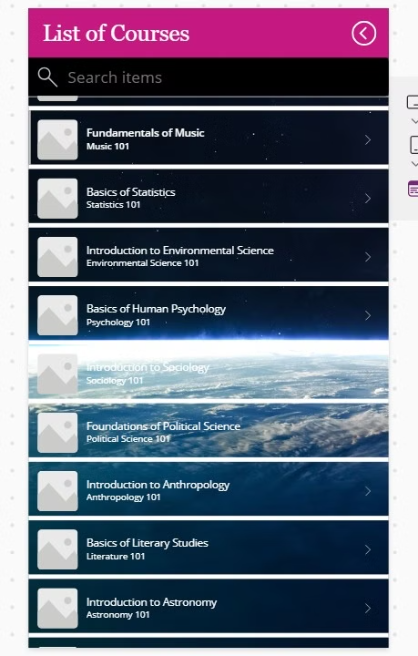 List of Courses
Search items
Fundamentals of Music
Music 101
Basics of Statistics
Statistics 101
Introduction to Environmental Science
Environmental Science 101
Basics of Human Psychology
Psychology 101
Introduction to Sociology
Sociology 101
Foundations of Political Science
Political Science 101
Introduction to Anthropology
Anthropology 101
Basics of Literary Studies
Literature 101
Introduction to Astronomy
Astronomy 101